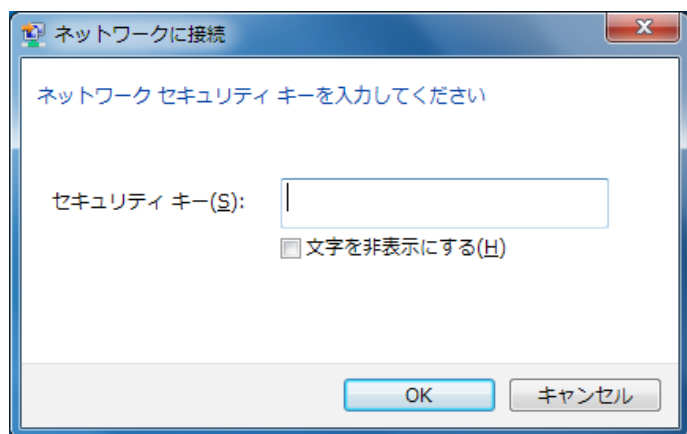 ネットワークに接続
ネットワーク セキュリティ キーを入力してください
セキュリティ キー(S):
文字を非表示にする(H)
OK
キャンセル